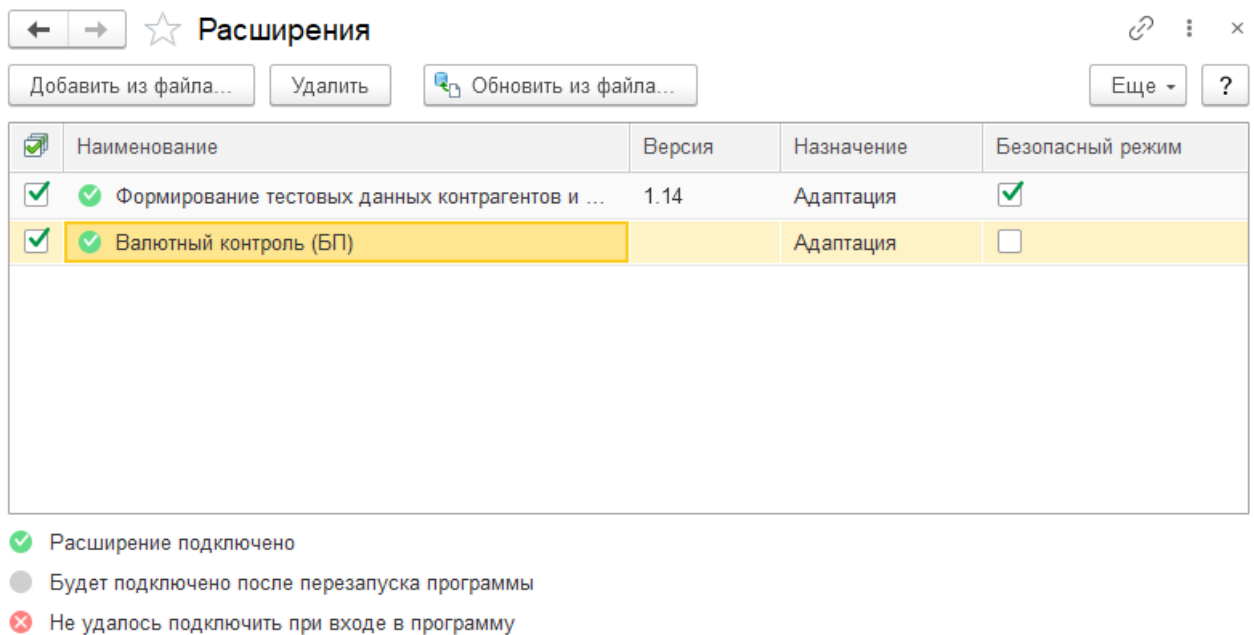 Расширения
Добавить из файла... Удалить Обновить из файла... Еще ?
Наименование Версия Назначение Безопасный режим
Формирование тестовых данных контрагентов и ... 1.14 Адаптация
Валютный контроль (БП) Адаптация
Расширение подключено
Будет подключено после перезапуска программы
Не удалось подключить при входе в программу